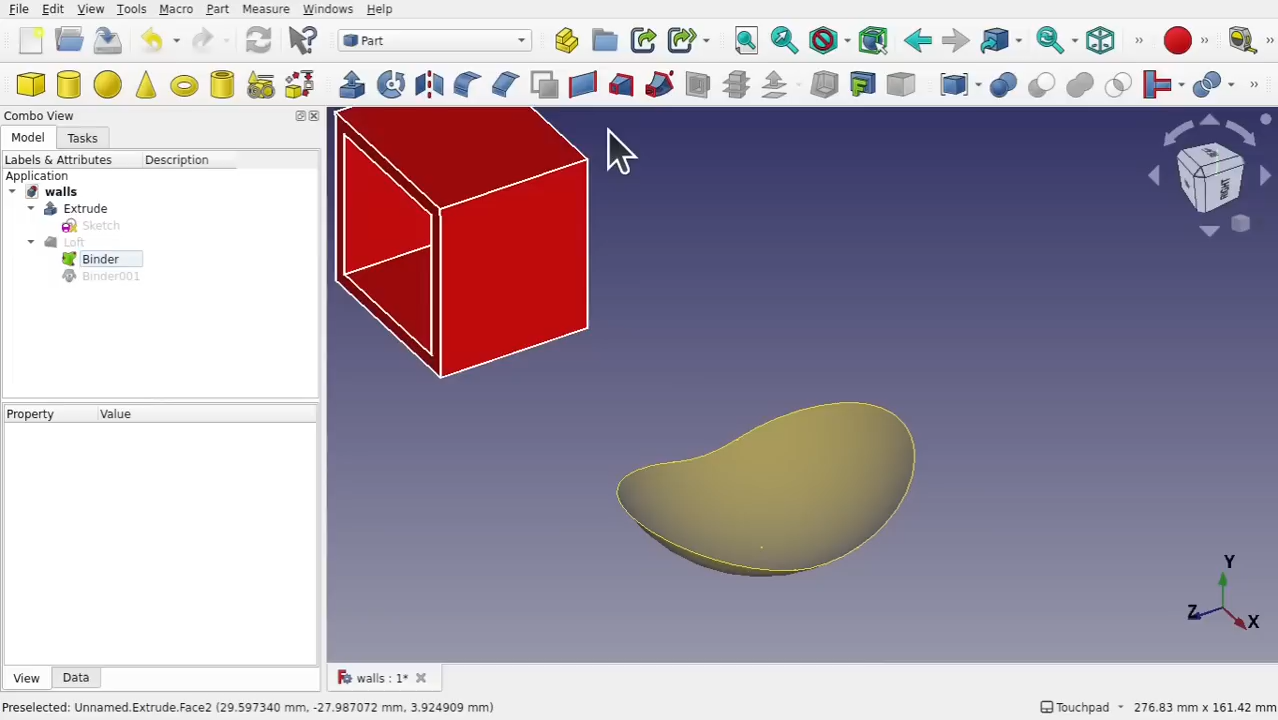 File Edit View Tools Macro Part Measure Windows Help
Part
Combo View
Model Tasks
Labels & Attributes Description
Application
walls
Extrude
Sketch
Loft
Binder
Binder001
Property Value
View Data
RIGHT
Y
Z
X
walls : 1*
Preselected: Unnamed.Extrude.Face2 (29.597340 mm, -27.987072 mm, 3.924909 mm) Touchpad 276.83 mm x 161.42 mm